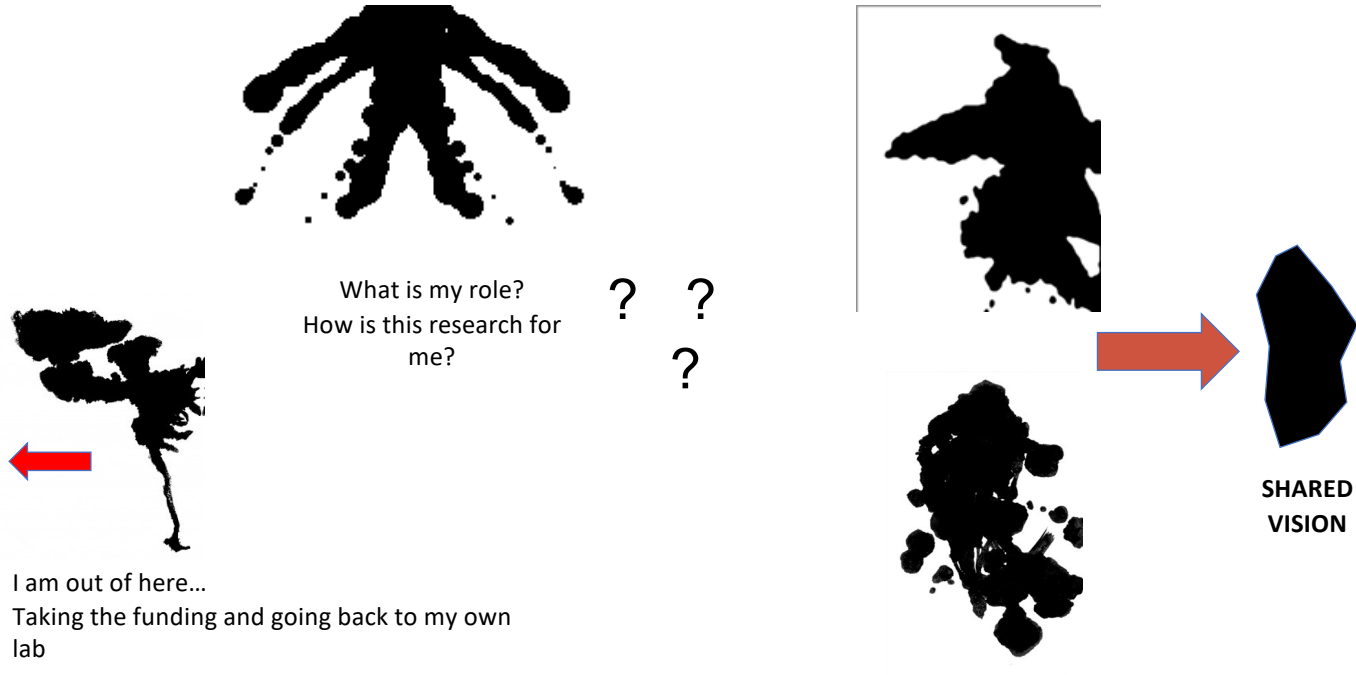 What is my role?
How is this research for
me?
? ?
?
SHARED
VISION
I am out of here...
Taking the funding and going back to my own
lab